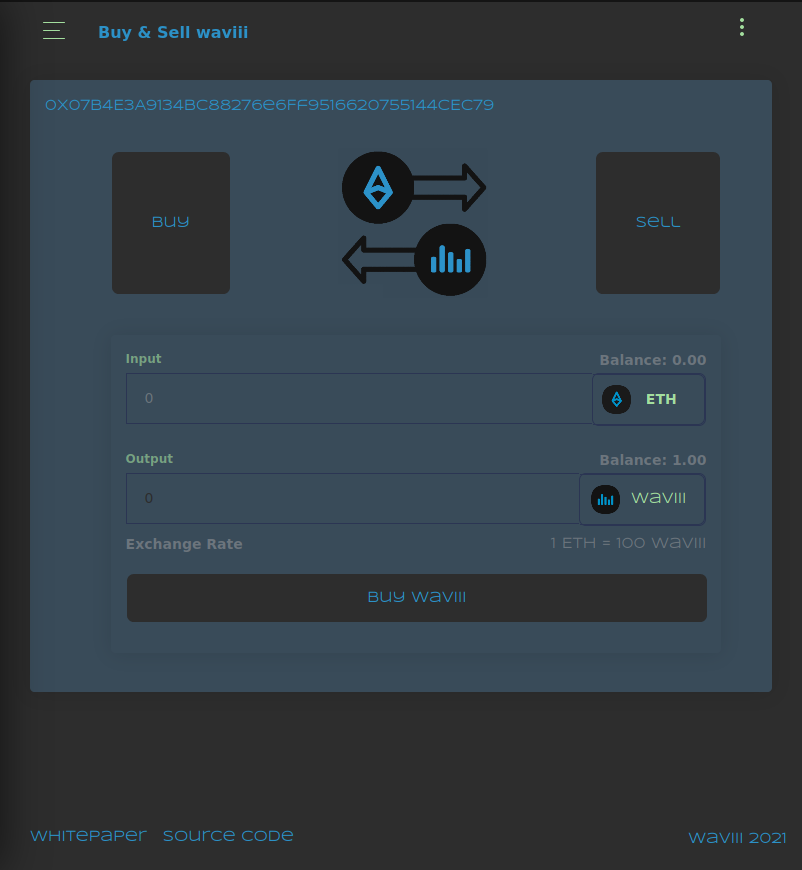 Buy & Sell waviii
0x07B4E3A9134BC88276e6FF9516620755144CEC79
Buy
Sell
Input
Balance: 0.00
0
ETH
Output
Balance: 1.00
0
waviii
Exchange Rate
1 ETH = 100 waviii
Buy waviii
Whitepaper Source Code
waviii 2021